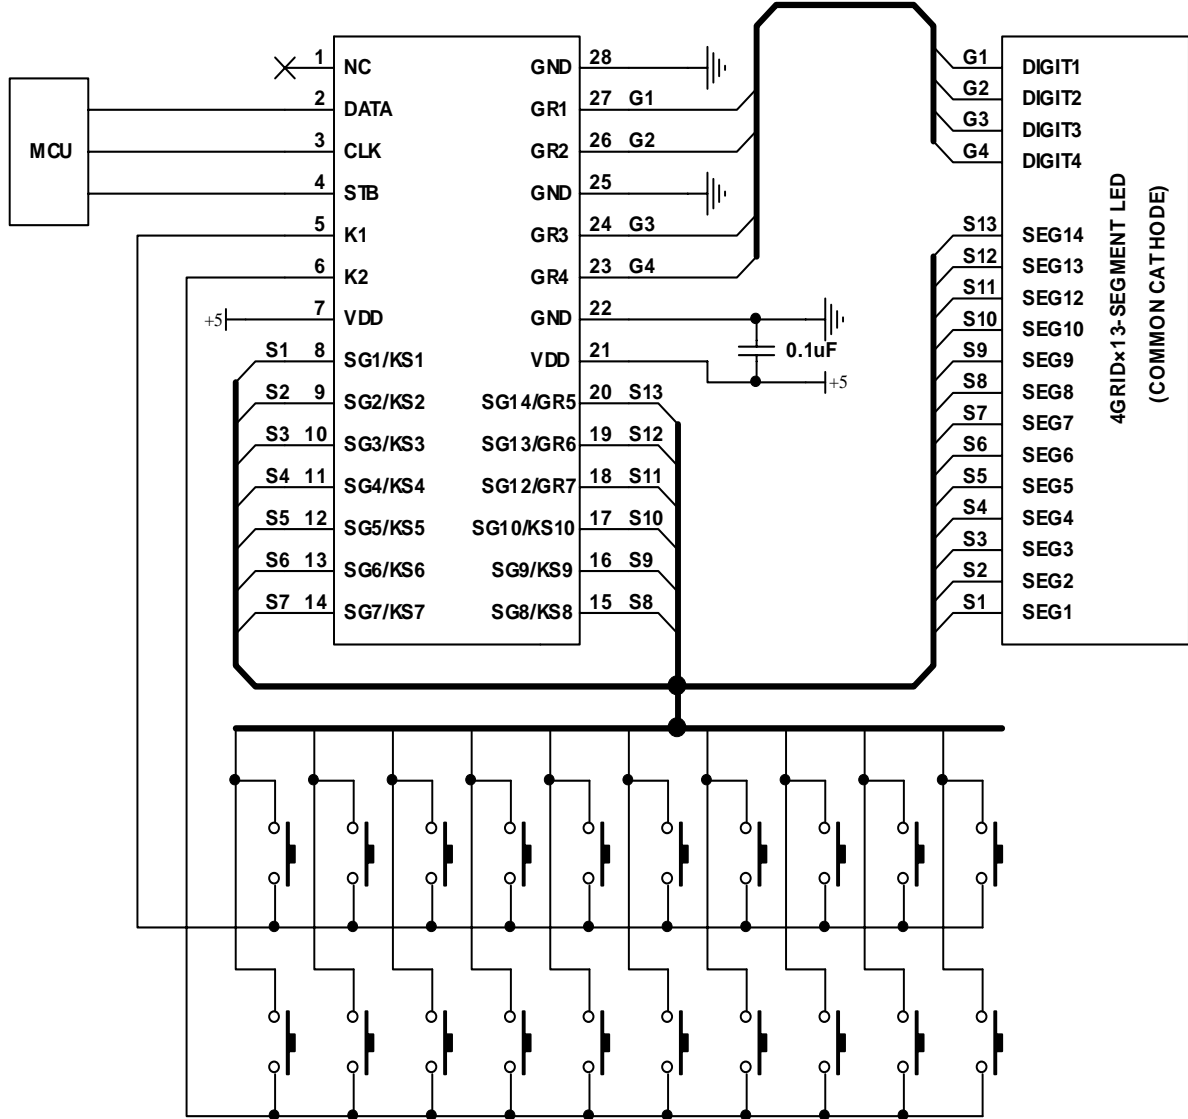 MCU
1 NC GND 28
2 DATA GR1 27 G1
3 CLK GR2 26 G2
4 STB GND 25
5 K1 GR3 24 G3
6 K2 GR4 23 G4
+5 7 VDD GND 22
S1 8 SG1/KS1 VDD 21
0.1uF
+5
S2 9 SG2/KS2 SG14/GR5 20 S13
S3 10 SG3/KS3 SG13/GR6 19 S12
S4 11 SG4/KS4 SG12/GR7 18 S11
S5 12 SG5/KS5 SG10/KS10 17 S10
S6 13 SG6/KS6 SG9/KS9 16 S9
S7 14 SG7/KS7 SG8/KS8 15 S8
G1 DIGIT1
G2 DIGIT2
G3 DIGIT3
G4 DIGIT4
S13 SEG14
S12 SEG13
S11 SEG12
S10 SEG10
S9 SEG9
S8 SEG8
S7 SEG7
S6 SEG6
S5 SEG5
S4 SEG4
S3 SEG3
S2 SEG2
S1 SEG1
4GRID×13-SEGMENT LED
(COMMON CATHODE)